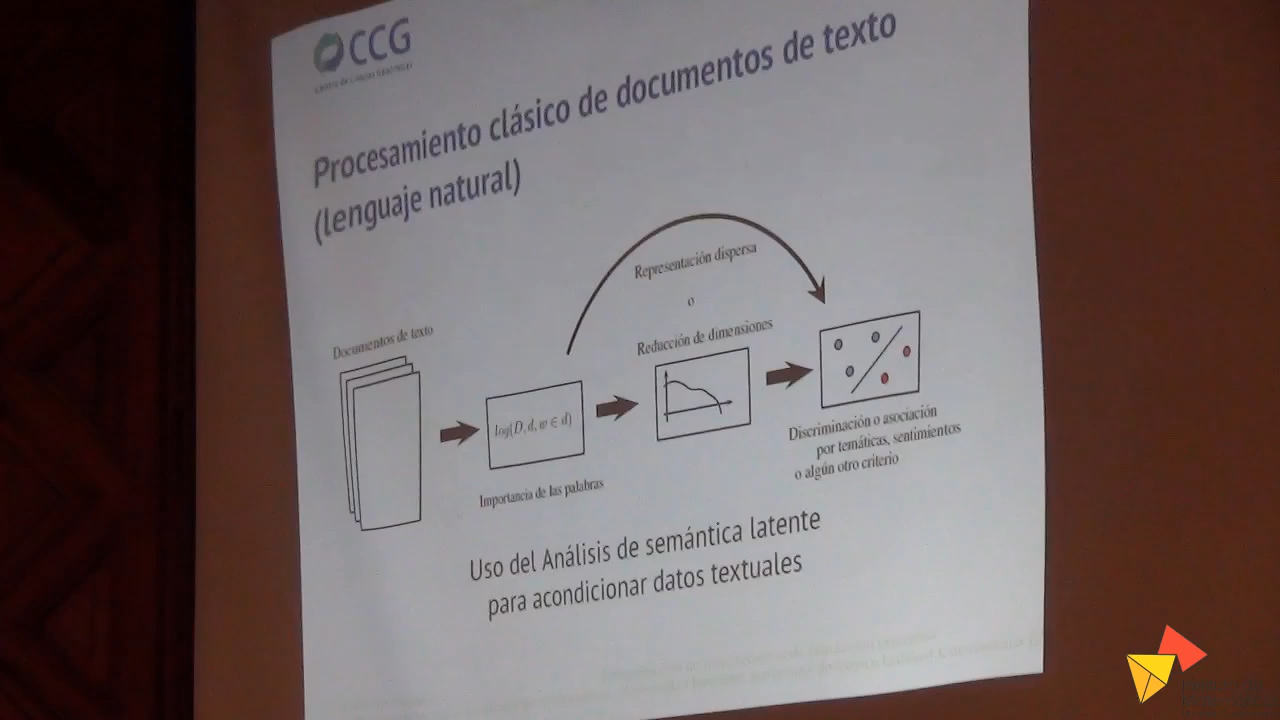 CCG
Procesamiento clásico de documentos de texto
(lenguaje natural)
Representación dispersa
o
Documentos de texto
Reducción de dimensiones
log(D, d, w ∈ d)
Importancia de las palabras
Discriminación o asociación
por temáticas, sentimientos
o algún otro criterio
Uso del Análisis de semántica latente
para acondicionar datos textuales